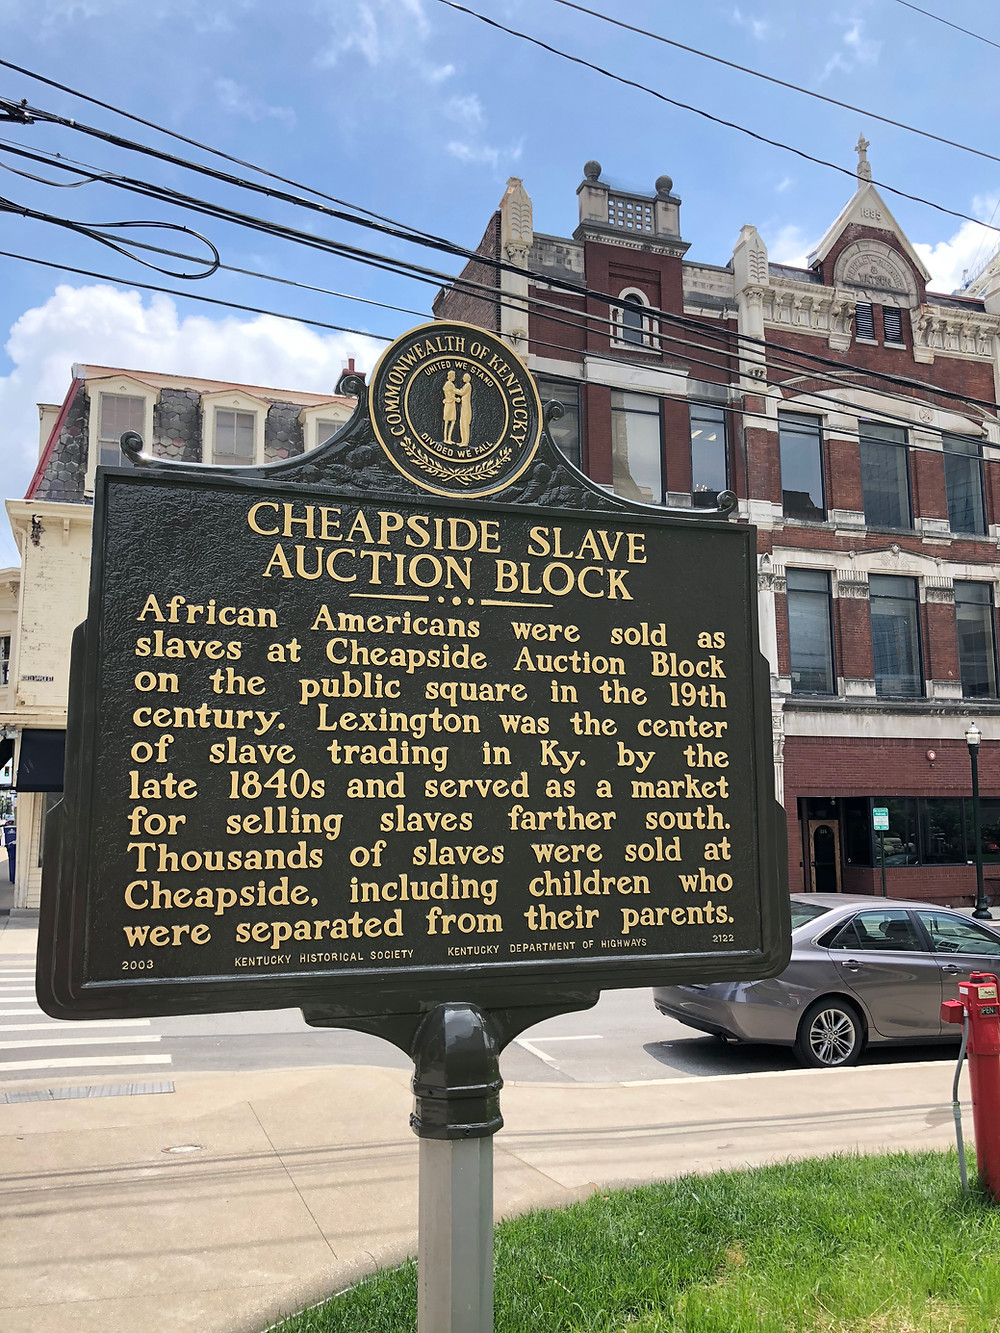 1885
COMMONWEALTH OF KENTUCKY
UNITED WE STAND
DIVIDED WE FALL
CHEAPSIDE SLAVE
AUCTION BLOCK
African Americans were sold as
slaves at Cheapside Auction Block
on the public square in the 19th
century. Lexington was the center
of slave trading in Ky. by the
late 1840s and served as a market
for selling slaves farther south.
Thousands of slaves were sold at
Cheapside, including children who
were separated from their parents.
2003 KENTUCKY HISTORICAL SOCIETY KENTUCKY DEPARTMENT OF HIGHWAYS 2122
OPEN